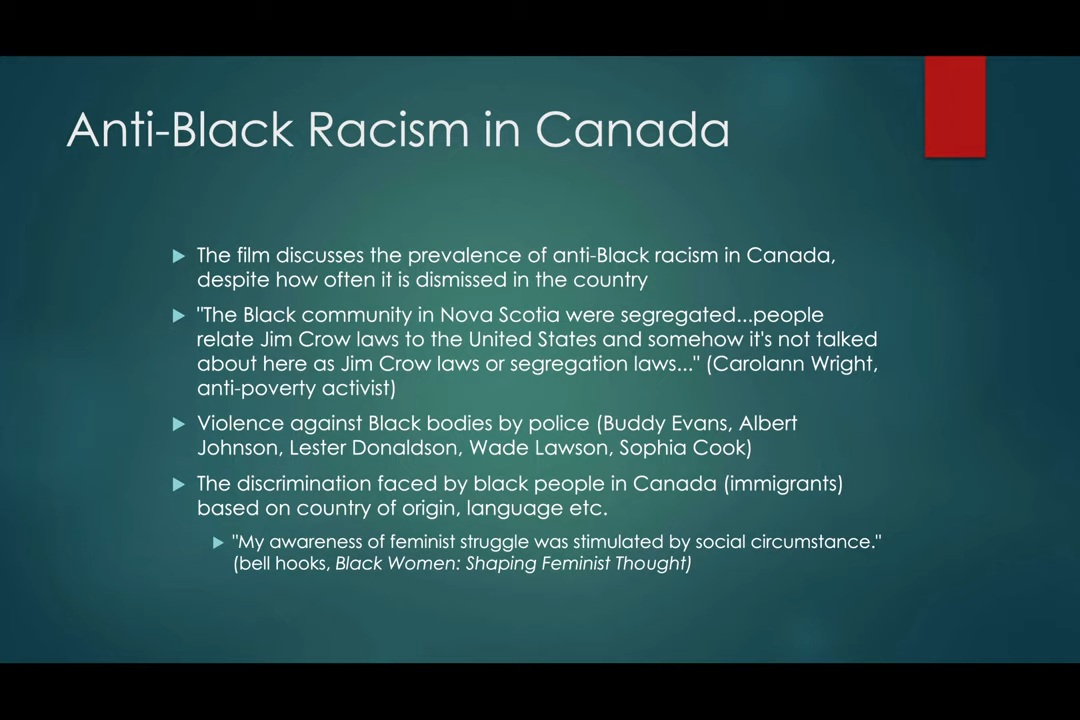 Anti-Black Racism in Canada
The film discusses the prevalence of anti-Black racism in Canada,
despite how often it is dismissed in the country
"The Black community in Nova Scotia were segregated...people
relate Jim Crow laws to the United States and somehow it's not talked
about here as Jim Crow laws or segregation laws..." (Carolann Wright,
anti-poverty activist)
Violence against Black bodies by police (Buddy Evans, Albert
Johnson, Lester Donaldson, Wade Lawson, Sophia Cook)
The discrimination faced by black people in Canada (immigrants)
based on country of origin, language etc.
"My awareness of feminist struggle was stimulated by social circumstance."
(bell hooks, Black Women: Shaping Feminist Thought)